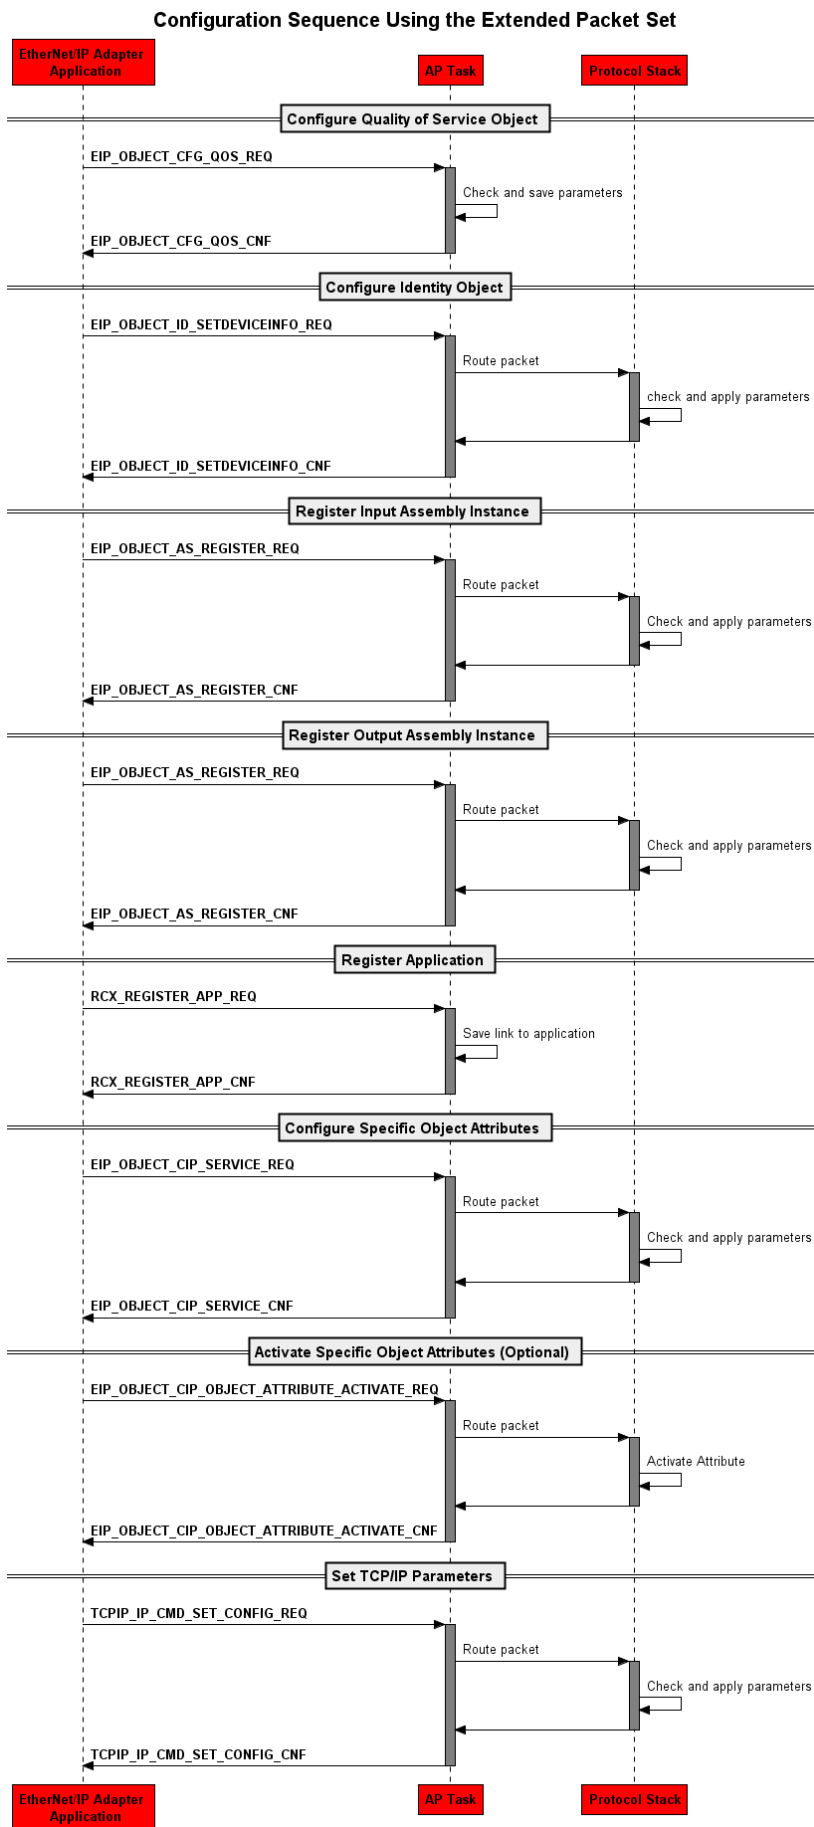 Configuration Sequence Using the Extended Packet Set
EtherNet/IP Adapter
Application
AP Task
Protocol Stack
Configure Quality of Service Object
EIP_OBJECT_CFG_QOS_REQ
Check and save parameters
EIP_OBJECT_CFG_QOS_CNF
Configure Identity Object
EIP_OBJECT_ID_SETDEVICEINFO_REQ
Route packet
check and apply parameters
EIP_OBJECT_ID_SETDEVICEINFO_CNF
Register Input Assembly Instance
EIP_OBJECT_AS_REGISTER_REQ
Route packet
Check and apply parameters
EIP_OBJECT_AS_REGISTER_CNF
Register Output Assembly Instance
EIP_OBJECT_AS_REGISTER_REQ
Route packet
Check and apply parameters
EIP_OBJECT_AS_REGISTER_CNF
Register Application
RCX_REGISTER_APP_REQ
Save link to application
RCX_REGISTER_APP_CNF
Configure Specific Object Attributes
EIP_OBJECT_CIP_SERVICE_REQ
Route packet
Check and apply parameters
EIP_OBJECT_CIP_SERVICE_CNF
Activate Specific Object Attributes (Optional)
EIP_OBJECT_CIP_OBJECT_ATTRIBUTE_ACTIVATE_REQ
Route packet
Activate Attribute
EIP_OBJECT_CIP_OBJECT_ATTRIBUTE_ACTIVATE_CNF
Set TCP/IP Parameters
TCPIP_IP_CMD_SET_CONFIG_REQ
Route packet
Check and apply parameters
TCPIP_IP_CMD_SET_CONFIG_CNF
EtherNet/IP Adapter
Application
AP Task
Protocol Stack